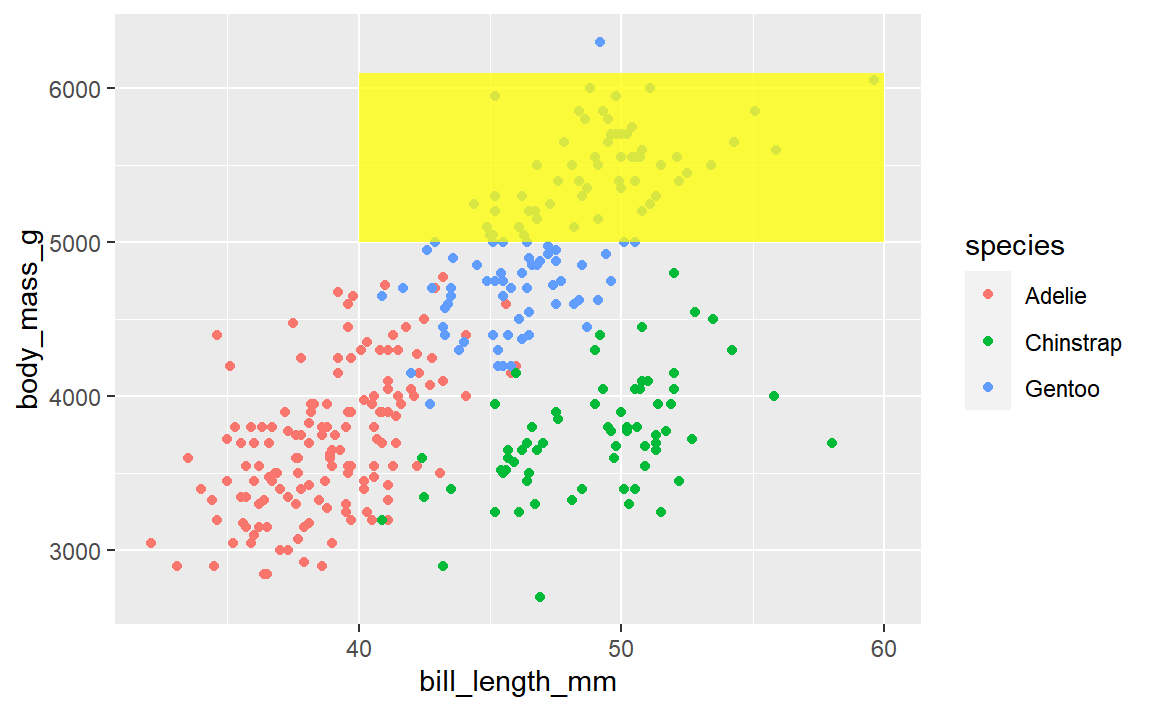 6000
5000
4000
3000
body_mass_g
40
50
60
bill_length_mm
species
Adelie
Chinstrap
Gentoo